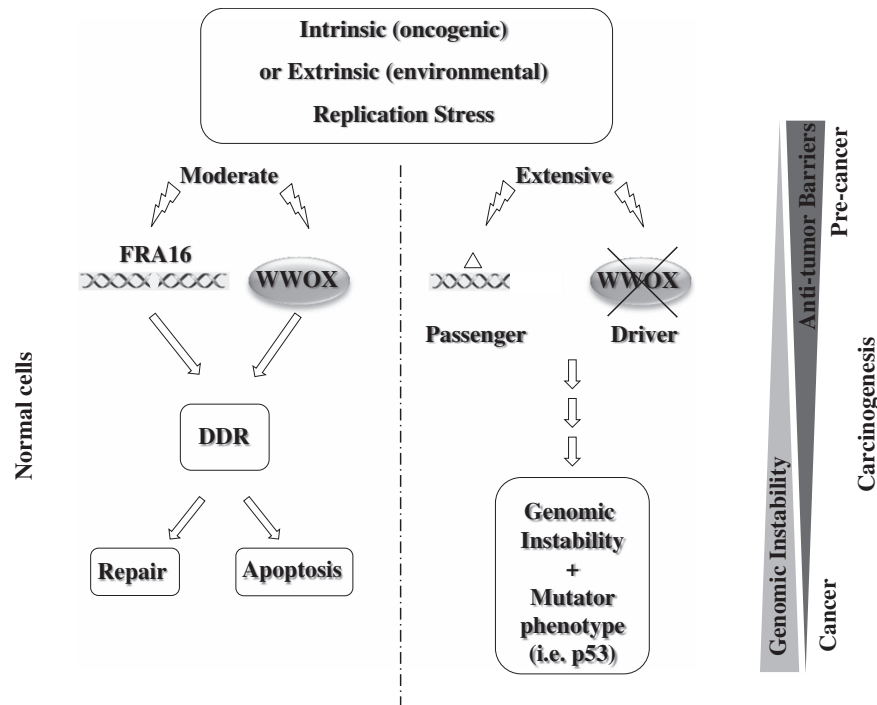 Intrinsic (oncogenic)
or Extrinsic (environmental)
Replication Stress
Moderate
FRA16
WWOX
DDR
Repair
Apoptosis
Normal cells
Extensive
△
WWOX
Passenger
Driver
Genomic
Instability
+
Mutator
phenotype
(i.e. p53)
Genomic Instability
Anti-tumor Barriers
Pre-cancer
Cancer
Carcinogenesis